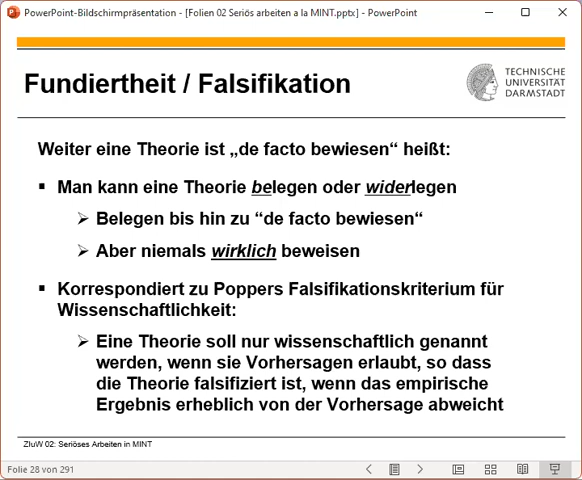 PowerPoint-Bildschirmpräsentation - [Folien 02 Seriös arbeiten a la MINT.pptx] - PowerPoint
Fundiertheit / Falsifikation
TECHNISCHE
UNIVERSITÄT
DARMSTADT
Weiter eine Theorie ist „de facto bewiesen“ heißt:
▪ Man kann eine Theorie belegen oder widerlegen
➢ Belegen bis hin zu “de facto bewiesen“
➢ Aber niemals wirklich beweisen
▪ Korrespondiert zu Poppers Falsifikationskriterium für
Wissenschaftlichkeit:
➢ Eine Theorie soll nur wissenschaftlich genannt
werden, wenn sie Vorhersagen erlaubt, so dass
die Theorie falsifiziert ist, wenn das empirische
Ergebnis erheblich von der Vorhersage abweicht
ZIuW 02: Seriöses Arbeiten in MINT
Folie 28 von 291